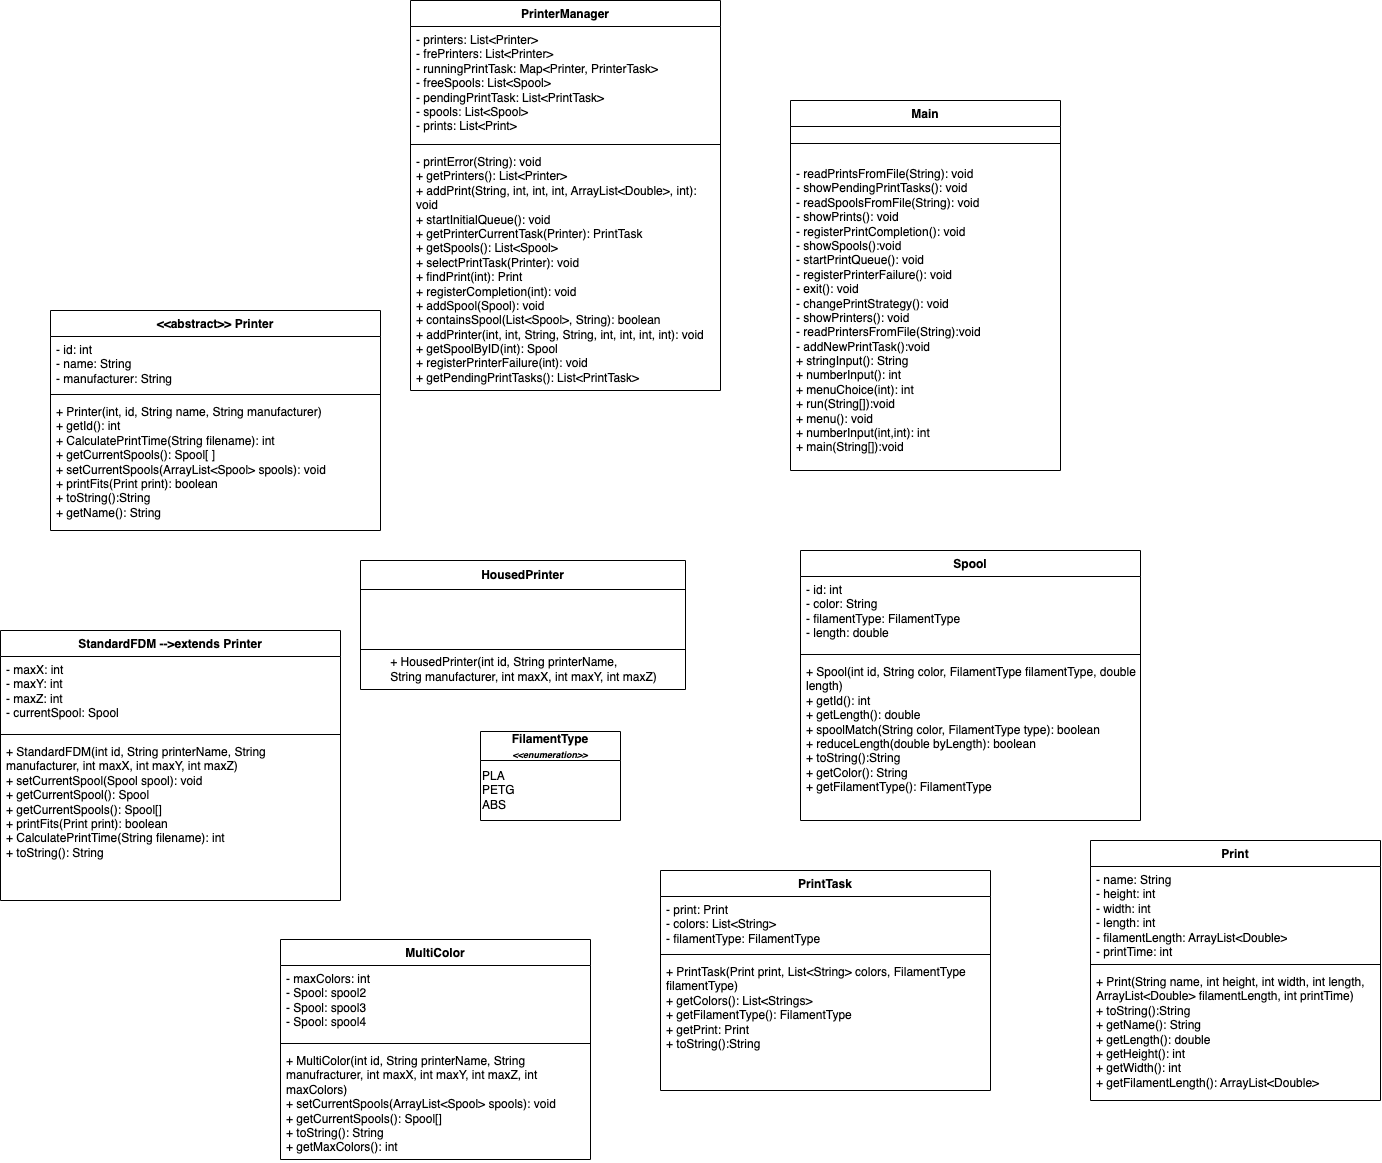 PrinterManager
- printers: List<Printer>
- frePrinters: List<Printer>
- runningPrintTask: Map<Printer, PrinterTask>
- freeSpools: List<Spool>
- pendingPrintTask: List<PrintTask>
- spools: List<Spool>
- prints: List<Print>
- printError(String): void
+ getPrinters(): List<Printer>
+ addPrint(String, int, int, int, ArrayList<Double>, int):
void
+ startInitialQueue(): void
+ getPrinterCurrentTask(Printer): PrintTask
+ getSpools(): List<Spool>
+ selectPrintTask(Printer): void
+ findPrint(int): Print
+ registerCompletion(int): void
+ addSpool(Spool): void
+ containsSpool(List<Spool>, String): boolean
+ addPrinter(int, int, String, String, int, int, int, int): void
+ getSpoolByID(int): Spool
+ registerPrinterFailure(int): void
+ getPendingPrintTasks(): List<PrintTask>
Main
- readPrintsFromFile(String): void
- showPendingPrintTasks(): void
- readSpoolsFromFile(String): void
- showPrints(): void
- registerPrintCompletion(): void
- showSpools():void
- startPrintQueue(): void
- registerPrinterFailure(): void
- exit(): void
- changePrintStrategy(): void
- showPrinters(): void
- readPrintersFromFile(String):void
- addNewPrintTask():void
+ stringInput(): String
+ numberInput(): int
+ menuChoice(int): int
+ run(String[]):void
+ menu(): void
+ numberInput(int,int): int
+ main(String[]):void
<<abstract>> Printer
- id: int
- name: String
- manufacturer: String
+ Printer(int, id, String name, String manufacturer)
+ getId(): int
+ CalculatePrintTime(String filename): int
+ getCurrentSpools(): Spool[ ]
+ setCurrentSpools(ArrayList<Spool> spools): void
+ printFits(Print print): boolean
+ toString():String
+ getName(): String
HousedPrinter
+ HousedPrinter(int id, String printerName,
String manufacturer, int maxX, int maxY, int maxZ)
Spool
- id: int
- color: String
- filamentType: FilamentType
- length: double
+ Spool(int id, String color, FilamentType filamentType, double
length)
+ getId(): int
+ getLength(): double
+ spoolMatch(String color, FilamentType type): boolean
+ reduceLength(double byLength): boolean
+ toString():String
+ getColor(): String
+ getFilamentType(): FilamentType
StandardFDM -->extends Printer
- maxX: int
- maxY: int
- maxZ: int
- currentSpool: Spool
+ StandardFDM(int id, String printerName, String
manufacturer, int maxX, int maxY, int maxZ)
+ setCurrentSpool(Spool spool): void
+ getCurrentSpool(): Spool
+ getCurrentSpools(): Spool[]
+ printFits(Print print): boolean
+ CalculatePrintTime(String filename): int
+ toString(): String
FilamentType
<<enumeration>>
PLA
PETG
ABS
Print
- name: String
- height: int
- width: int
- length: int
- filamentLength: ArrayList<Double>
- printTime: int
+ Print(String name, int height, int width, int length,
ArrayList<Double> filamentLength, int printTime)
+ toString():String
+ getName(): String
+ getLength(): double
+ getHeight(): int
+ getWidth(): int
+ getFilamentLength(): ArrayList<Double>
PrintTask
- print: Print
- colors: List<String>
- filamentType: FilamentType
+ PrintTask(Print print, List<String> colors, FilamentType
filamentType)
+ getColors(): List<Strings>
+ getFilamentType(): FilamentType
+ getPrint: Print
+ toString():String
MultiColor
- maxColors: int
- Spool: spool2
- Spool: spool3
- Spool: spool4
+ MultiColor(int id, String printerName, String
manufracturer, int maxX, int maxY, int maxZ, int
maxColors)
+ setCurrentSpools(ArrayList<Spool> spools): void
+ getCurrentSpools(): Spool[]
+ toString(): String
+ getMaxColors(): int